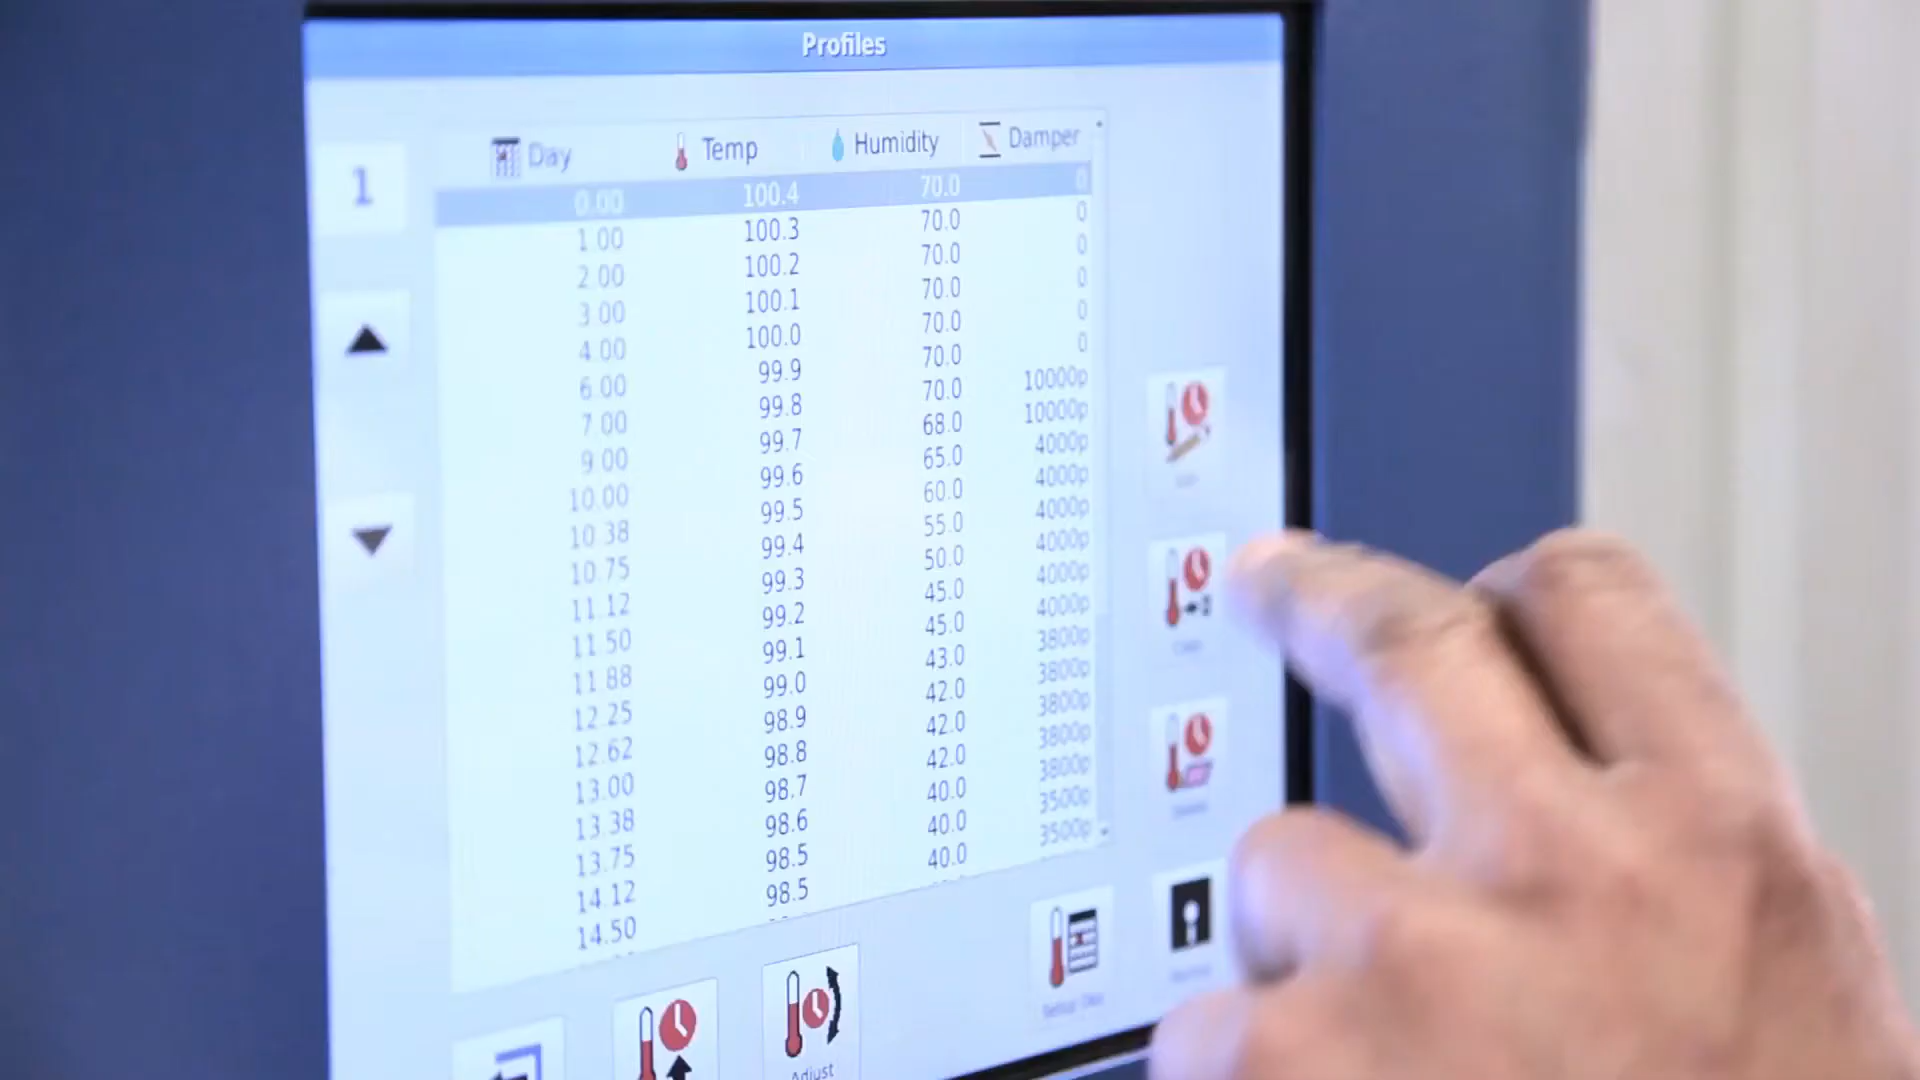 Profiles
Day Temp Humidity Damper
1
0.00 100.4 70.0 0
1.00 100.3 70.0 0
2.00 100.2 70.0 0
3.00 100.1 70.0 0
4.00 100.0 70.0 0
6.00 99.9 70.0 0
7.00 99.8 70.0 10000p
9.00 99.7 68.0 10000p
10.00 99.6 65.0 4000p
10.38 99.5 60.0 4000p
10.75 99.4 55.0 4000p
11.12 99.3 50.0 4000p
11.50 99.2 45.0 4000p
11.88 99.1 45.0 4000p
12.25 99.0 43.0 3800p
12.62 98.9 42.0 3800p
13.00 98.8 42.0 3800p
13.38 98.7 42.0 3800p
13.75 98.6 40.0 3800p
14.12 98.5 40.0 3500p
14.50 98.5 40.0 3500p
Adjust